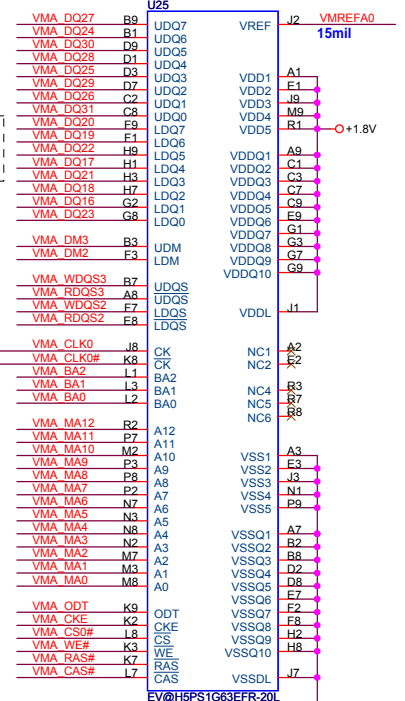 U25
VMA_DQ27 B9 UDQ7
VMA_DQ24 B1 UDQ6
VMA_DQ30 D9 UDQ5
VMA_DQ28 D1 UDQ4
VMA_DQ25 D3 UDQ3
VMA_DQ29 D7 UDQ2
VMA_DQ26 C2 UDQ1
VMA_DQ31 C8 UDQ0
VMA_DQ20 F9 LDQ7
VMA_DQ19 F1 LDQ6
VMA_DQ22 H9 LDQ5
VMA_DQ17 H1 LDQ4
VMA_DQ21 H3 LDQ3
VMA_DQ18 H7 LDQ2
VMA_DQ16 G2 LDQ1
VMA_DQ23 G8 LDQ0
VMA_DM3 B3 UDM
VMA_DM2 F3 LDM
VMA_WDQS3 B7 UDQS
VMA_RDQS3 A8 UDQS
VMA_WDQS2 F7 LDQS
VMA_RDQS2 E8 LDQS
VMA_CLK0 J8 CK
VMA_CLK0# K8 CK
VMA_BA2 L1 BA2
VMA_BA1 L3 BA1
VMA_BA0 L2 BA0
VMA_MA12 R2 A12
VMA_MA11 P7 A11
VMA_MA10 M2 A10
VMA_MA9 P3 A9
VMA_MA8 P8 A8
VMA_MA7 P2 A7
VMA_MA6 N7 A6
VMA_MA5 N3 A5
VMA_MA4 N8 A4
VMA_MA3 N2 A3
VMA_MA2 M7 A2
VMA_MA1 M3 A1
VMA_MA0 M8 A0
VMA_ODT K9 ODT
VMA_CKE K2 CKE
VMA_CS0# L8 CS
VMA_WE# K3 WE
VMA_RAS# K7 RAS
VMA_CAS# L7 CAS
VREF J2 VMREFA0
15mil
VDD1 A1
VDD2 E1
VDD3 J9
VDD4 M9
VDD5 R1 +1.8V
VDDQ1 A9
VDDQ2 C1
VDDQ3 C3
VDDQ4 C7
VDDQ5 C9
VDDQ6 E9
VDDQ7 G1
VDDQ8 G3
VDDQ9 G7
VDDQ10 G9
VDDL J1
NC1 A2
NC2 E2
NC4 R3
NC5 R7
NC6 R8
VSS1 A3
VSS2 E3
VSS3 J3
VSS4 N1
VSS5 P9
VSSQ1 A7
VSSQ2 B2
VSSQ3 B8
VSSQ4 D2
VSSQ5 D8
VSSQ6 E7
VSSQ7 F2
VSSQ8 F8
VSSQ9 H2
VSSQ10 H8
VSSDL J7
EV@H5PS1G63EFR-20L